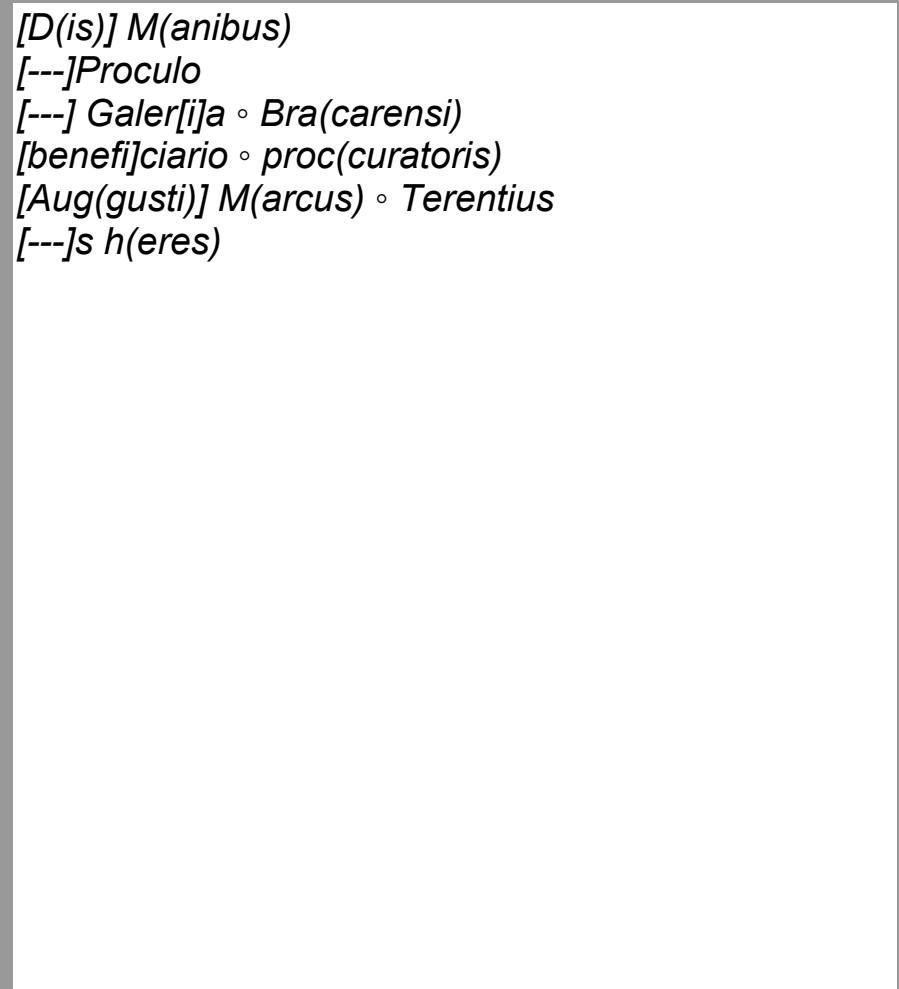 [D(is)] M(anibus)
[---]Proculo
[---] Galer[i]a ◦ Bra(carensi)
[benefi]ciario ◦ proc(curatoris)
[Aug(gusti)] M(arcus) ◦ Terentius
[---]s h(eres)